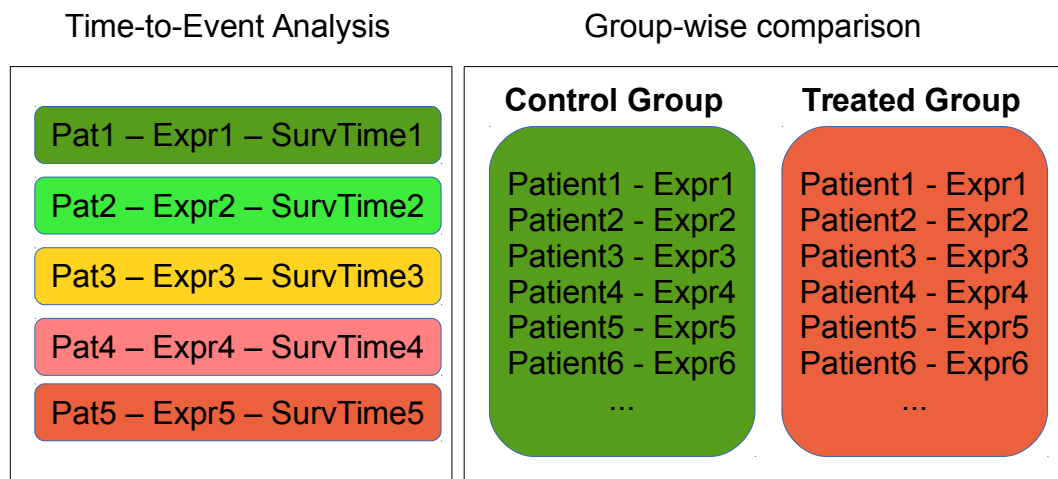 Time-to-Event Analysis
Pat1 – Expr1 – SurvTime1
Pat2 – Expr2 – SurvTime2
Pat3 – Expr3 – SurvTime3
Pat4 – Expr4 – SurvTime4
Pat5 – Expr5 – SurvTime5
Group-wise comparison
Control Group
Patient1 - Expr1
Patient2 - Expr2
Patient3 - Expr3
Patient4 - Expr4
Patient5 - Expr5
Patient6 - Expr6
...
Treated Group
Patient1 - Expr1
Patient2 - Expr2
Patient3 - Expr3
Patient4 - Expr4
Patient5 - Expr5
Patient6 - Expr6
...